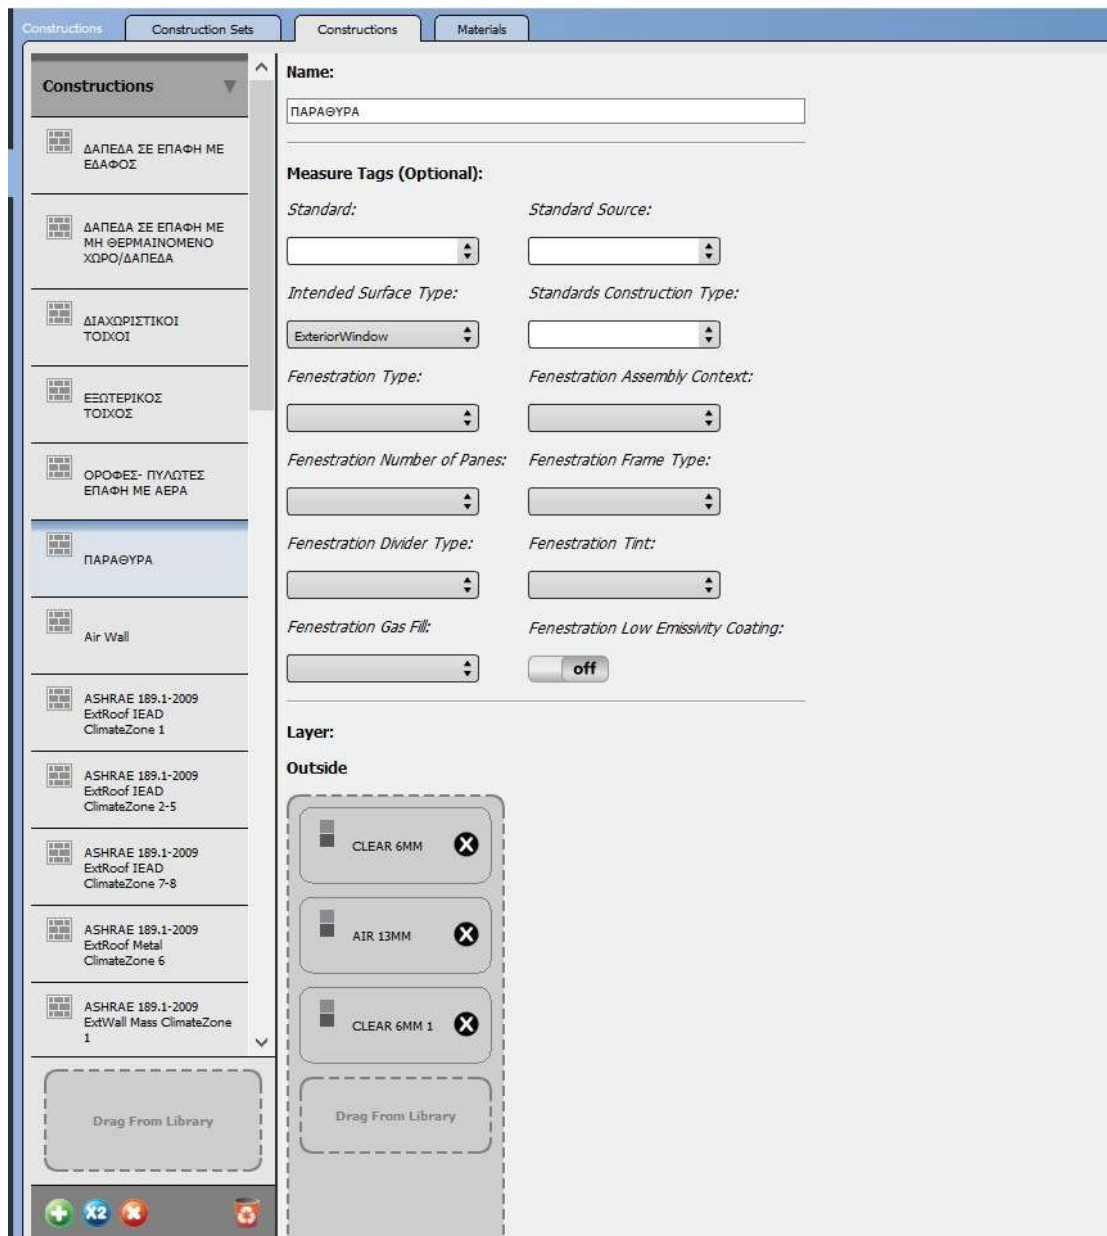 Constructions
Construction Sets
Constructions
Materials
Constructions
ΔΑΠΕΔΑ ΣΕ ΕΠΑΦΗ ΜΕ
ΕΔΑΦΟΣ
ΔΑΠΕΔΑ ΣΕ ΕΠΑΦΗ ΜΕ
ΜΗ ΘΕΡΜΑΙΝΟΜΕΝΟ
ΧΩΡΟ/ΔΑΠΕΔΑ
ΔΙΑΧΩΡΙΣΤΙΚΟΙ
ΤΟΙΧΟΙ
ΕΞΩΤΕΡΙΚΟΣ
ΤΟΙΧΟΣ
ΟΡΟΦΕΣ- ΠΥΛΩΤΕΣ
ΕΠΑΦΗ ΜΕ ΑΕΡΑ
ΠΑΡΑΘΥΡΑ
Air Wall
ASHRAE 189.1-2009
ExtRoof IEAD
ClimateZone 1
ASHRAE 189.1-2009
ExtRoof IEAD
ClimateZone 2-5
ASHRAE 189.1-2009
ExtRoof IEAD
ClimateZone 7-8
ASHRAE 189.1-2009
ExtRoof Metal
ClimateZone 6
ASHRAE 189.1-2009
ExtWall Mass ClimateZone
1
Drag From Library
X2
Name:
ΠΑΡΑΘΥΡΑ
Measure Tags (Optional):
Standard:
Standard Source:
Intended Surface Type:
Standards Construction Type:
ExteriorWindow
Fenestration Type:
Fenestration Assembly Context:
Fenestration Number of Panes:
Fenestration Frame Type:
Fenestration Divider Type:
Fenestration Tint:
Fenestration Gas Fill:
Fenestration Low Emissivity Coating:
off
Layer:
Outside
CLEAR 6MM
AIR 13MM
CLEAR 6MM 1
Drag From Library